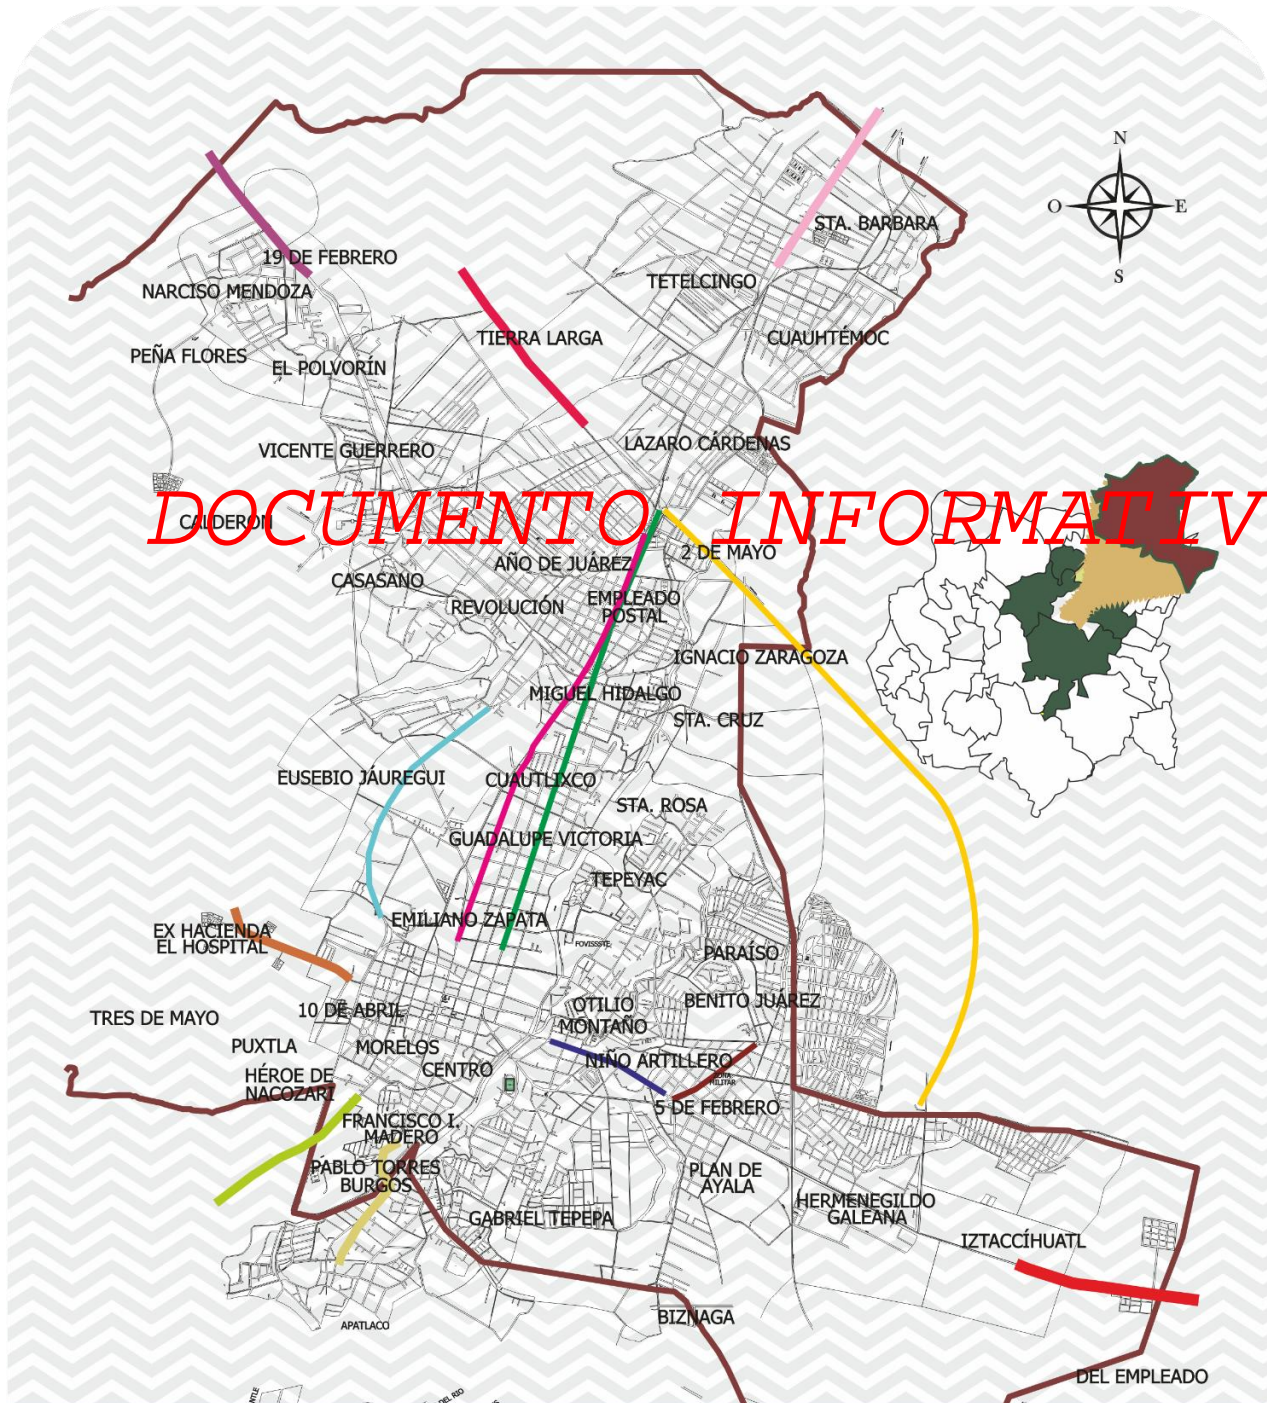 N
O
E
S
STA. BARBARA
19 DE FEBRERO
TETELCINGO
NARCISO MENDOZA
TIERRA LARGA
CUAUHTÉMOC
PEÑA FLORES
EL POLVORÍN
LAZARO CÁRDENAS
VICENTE GUERRERO
DOCUMENTO INFORMATIV
CALDERON
2 DE MAYO
AÑO DE JUÁREZ
CASASANO
REVOLUCIÓN
EMPLEADO
POSTAL
IGNACIO ZARAGOZA
MIGUEL HIDALGO
STA. CRUZ
EUSEBIO JÁUREGUI
CUAUTLIXCO
STA. ROSA
GUADALUPE VICTORIA
TEPEYAC
EMILIANO ZAPATA
EX HACIENDA
EL HOSPITAL
FOVISSSTE
PARAÍSO
OTILIO
MONTAÑO
BENITO JUÁREZ
10 DE ABRIL
TRES DE MAYO
PUXTLA
MORELOS
CENTRO
NIÑO ARTILLERO
HÉROE DE
NACOZARI
ZONA
MILITAR
5 DE FEBRERO
FRANCISCO I.
MADERO
PABLO TORRES
BURGOS
PLAN DE
AYALA
HERMENEGILDO
GALEANA
GABRIEL TEPEPA
IZTACCÍHUATL
BIZNAGA
APATLACO
DEL EMPLEADO
DEL RIO